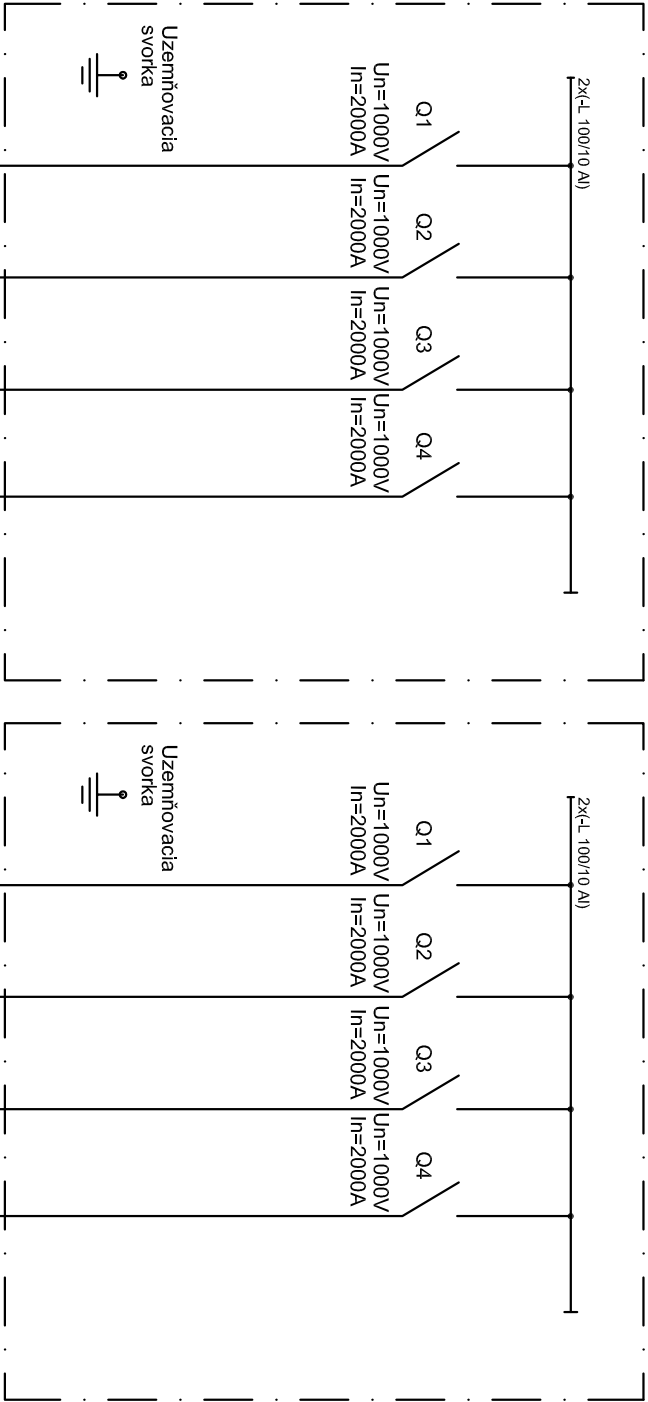 2x(-L 100/10 Al)
Q1
Un=1000V
In=2000A
Q2
Un=1000V
In=2000A
Q3
Un=1000V
In=2000A
Q4
Un=1000V
In=2000A
Uzemňovacia
svorka
2x(-L 100/10 Al)
Q1
Un=1000V
In=2000A
Q2
Un=1000V
In=2000A
Q3
Un=1000V
In=2000A
Q4
Un=1000V
In=2000A
Uzemňovacia
svorka